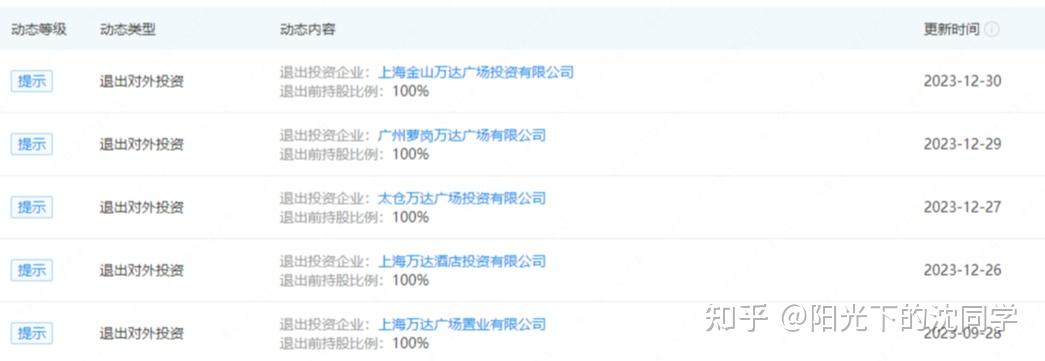 动态等级 动态类型 动态内容 更新时间
提示 退出对外投资 退出投资企业：上海金山万达广场投资有限公司 2023-12-30
退出前持股比例：100%
提示 退出对外投资 退出投资企业：广州萝岗万达广场有限公司 2023-12-29
退出前持股比例：100%
提示 退出对外投资 退出投资企业：太仓万达广场投资有限公司 2023-12-27
退出前持股比例：100%
提示 退出对外投资 退出投资企业：上海万达酒店投资有限公司 2023-12-26
退出前持股比例：100%
提示 退出对外投资 退出投资企业：上海万达广场置业有限公司 2023-09-28
退出前持股比例：100%
知乎 @阳光下的沈同学